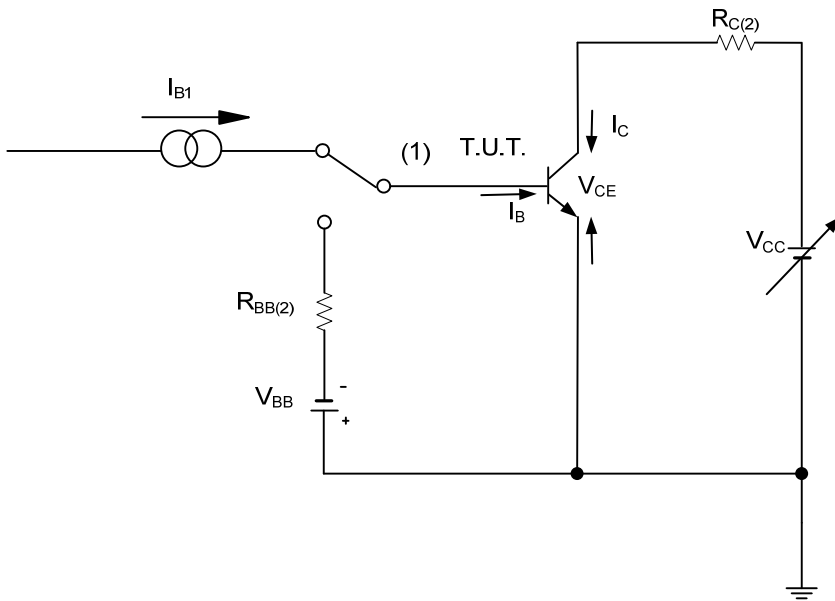 R_C(2)
I_B1
(1)
T.U.T.
I_C
V_CE
I_B
V_CC
R_BB(2)
V_BB
-
+